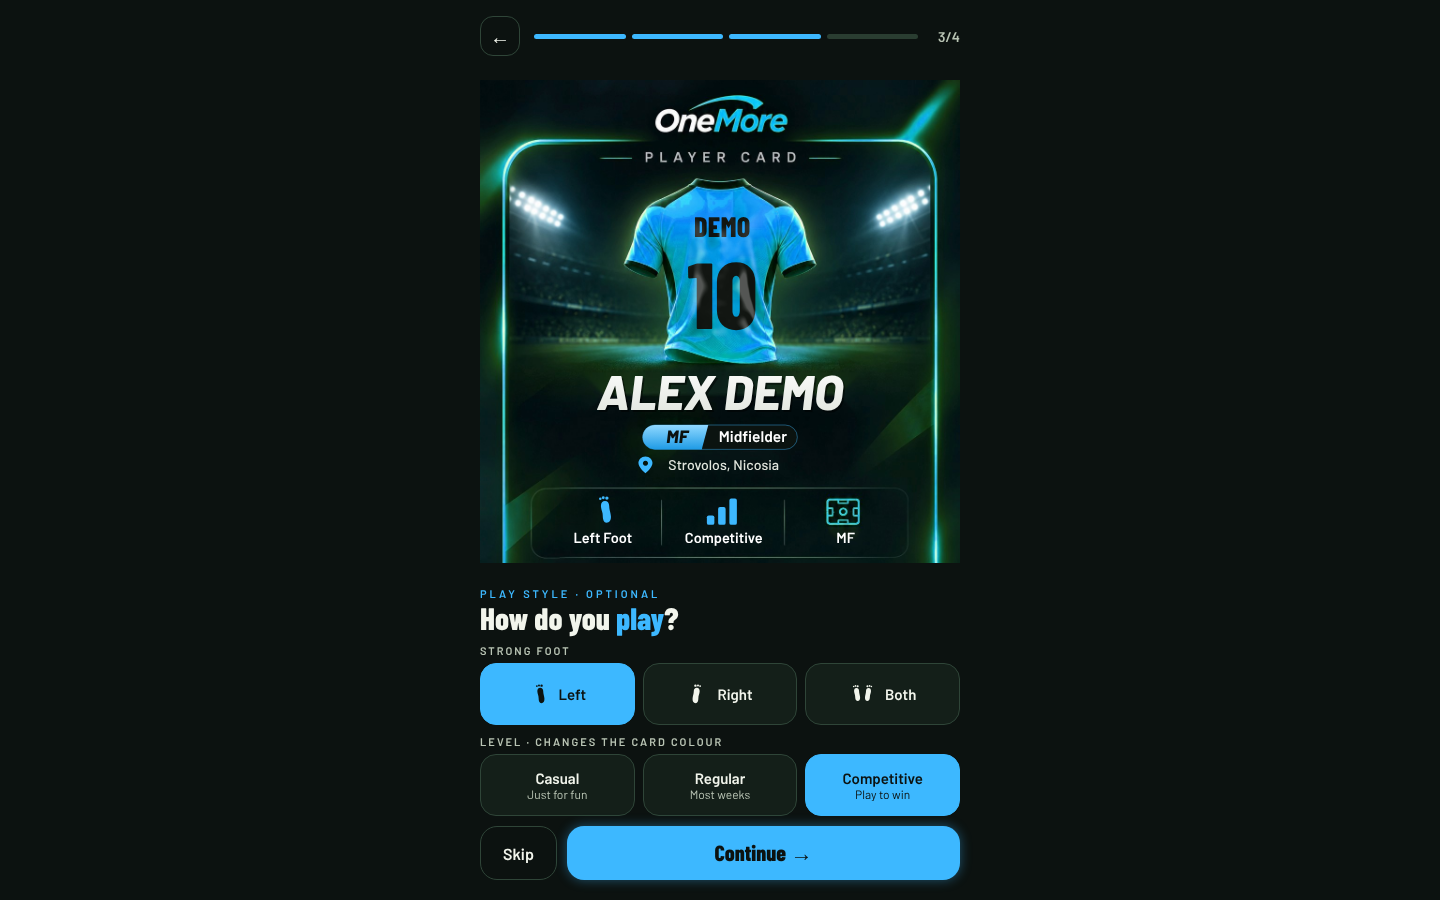 ←
3/4
OneMore
PLAYER CARD
DEMO
10
ALEX DEMO
MF Midfielder
Strovolos, Nicosia
Left Foot Competitive MF
PLAY STYLE · OPTIONAL
How do you play?
STRONG FOOT
Left Right Both
LEVEL · CHANGES THE CARD COLOUR
Casual Regular Competitive
Just for fun Most weeks Play to win
Skip Continue →